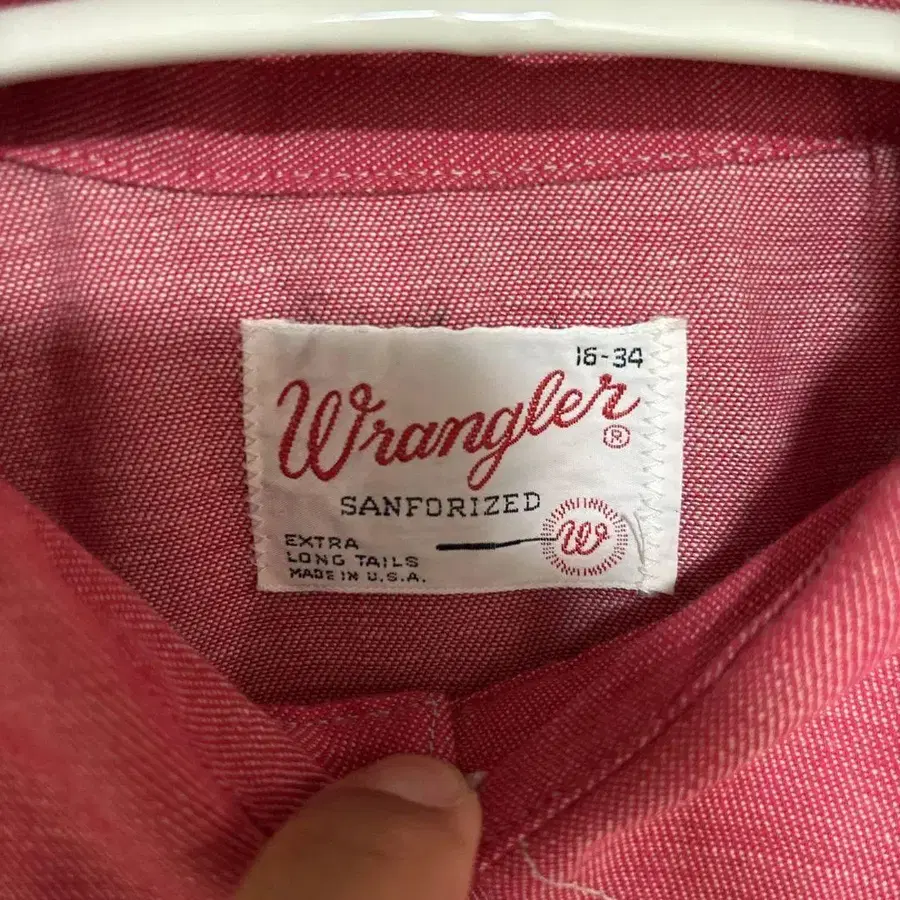 16-34
Wrangler ®
SANFORIZED
EXTRA
LONG TAILS
MADE IN U.S.A.
W